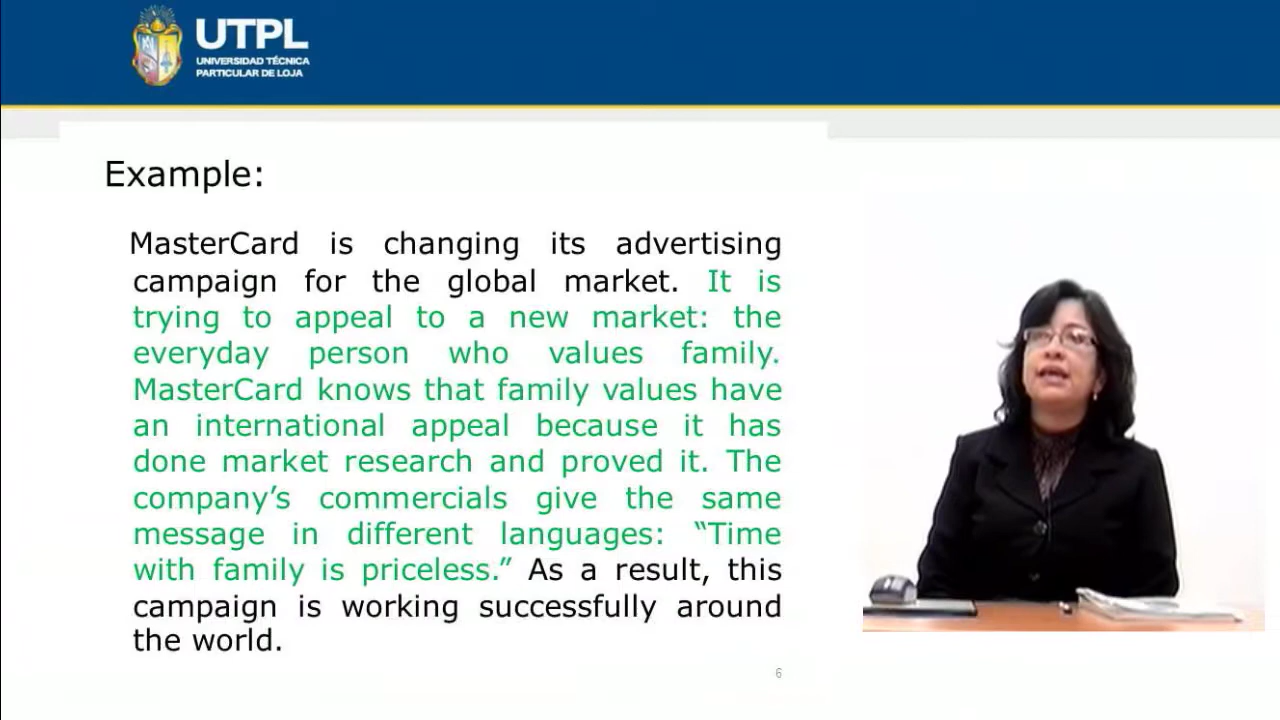 UTPL
UNIVERSIDAD TÉCNICA
PARTICULAR DE LOJA
Example:
MasterCard is changing its advertising
campaign for the global market. It is
trying to appeal to a new market: the
everyday person who values family.
MasterCard knows that family values have
an international appeal because it has
done market research and proved it. The
company’s commercials give the same
message in different languages: “Time
with family is priceless.” As a result, this
campaign is working successfully around
the world.
6